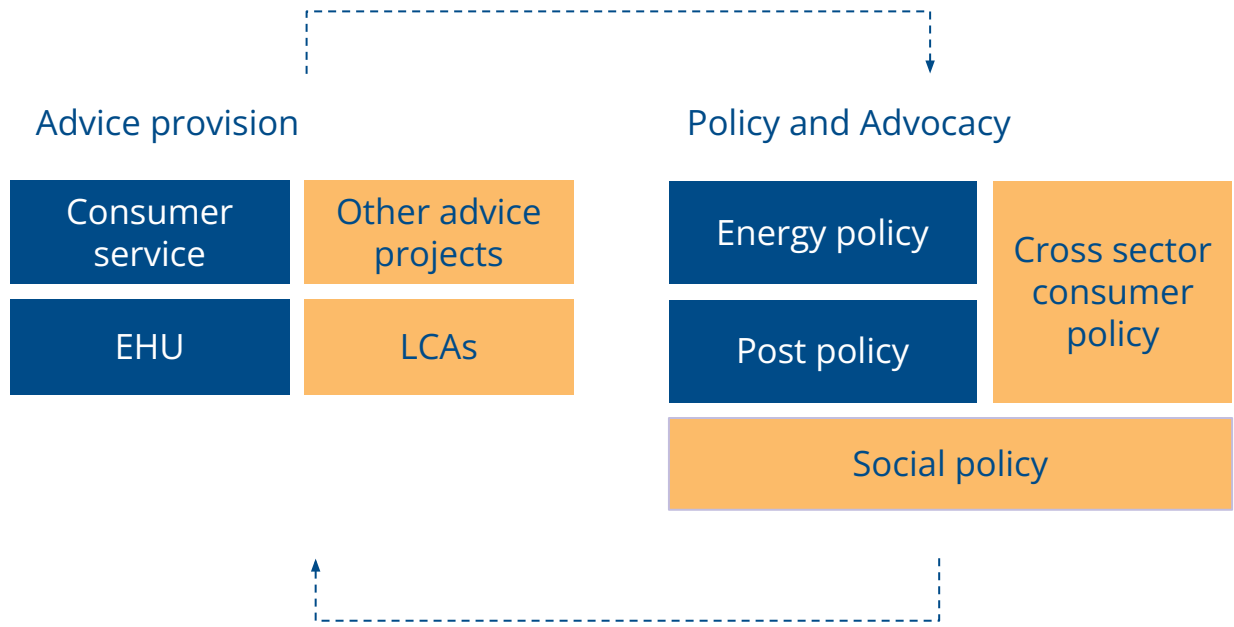 Advice provision
Consumer
service
Other advice
projects
EHU
LCAs
Policy and Advocacy
Energy policy
Post policy
Cross sector
consumer
policy
Social policy